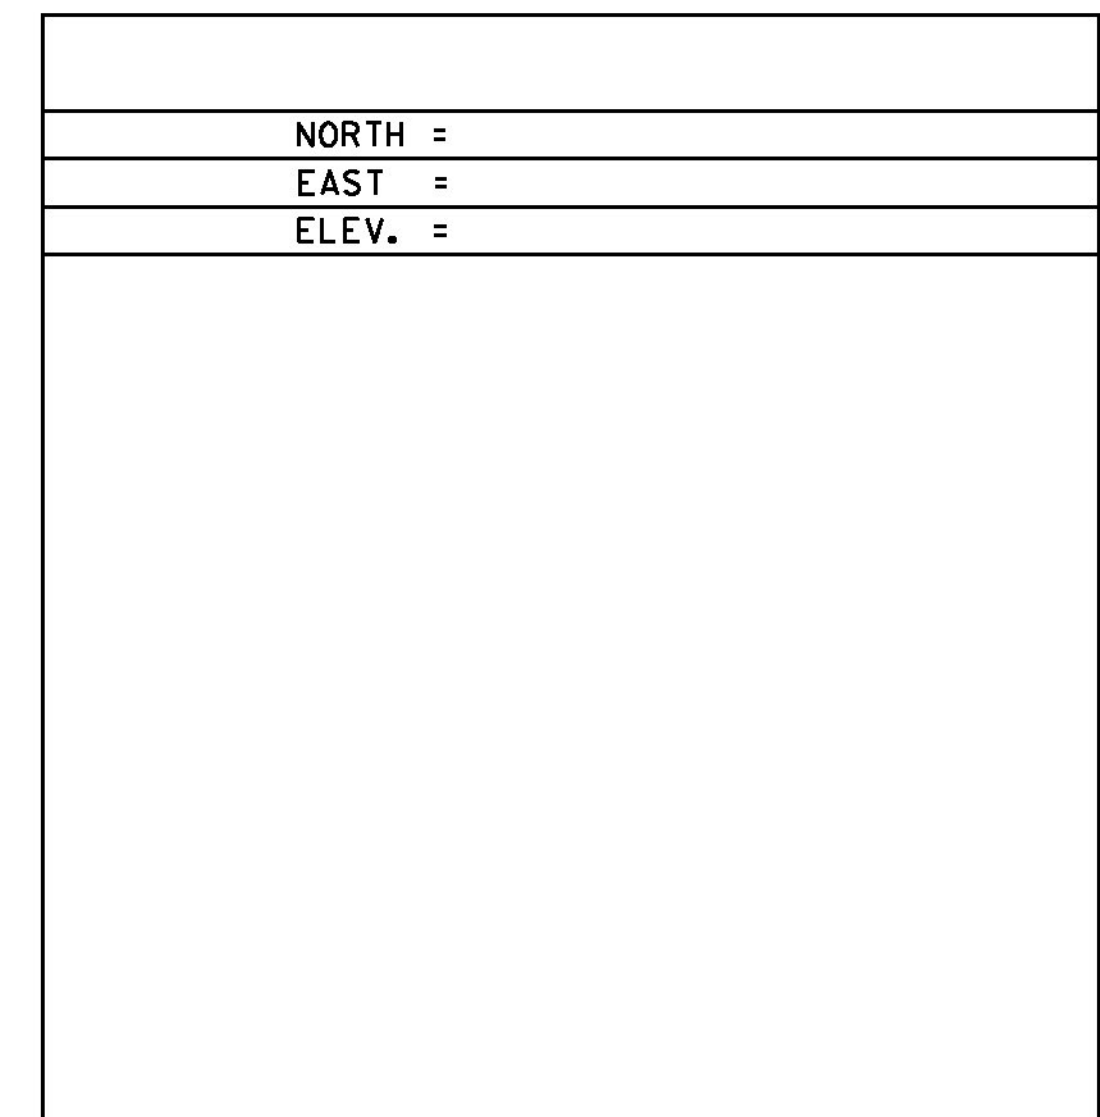 NORTH =
EAST =
ELEV. =